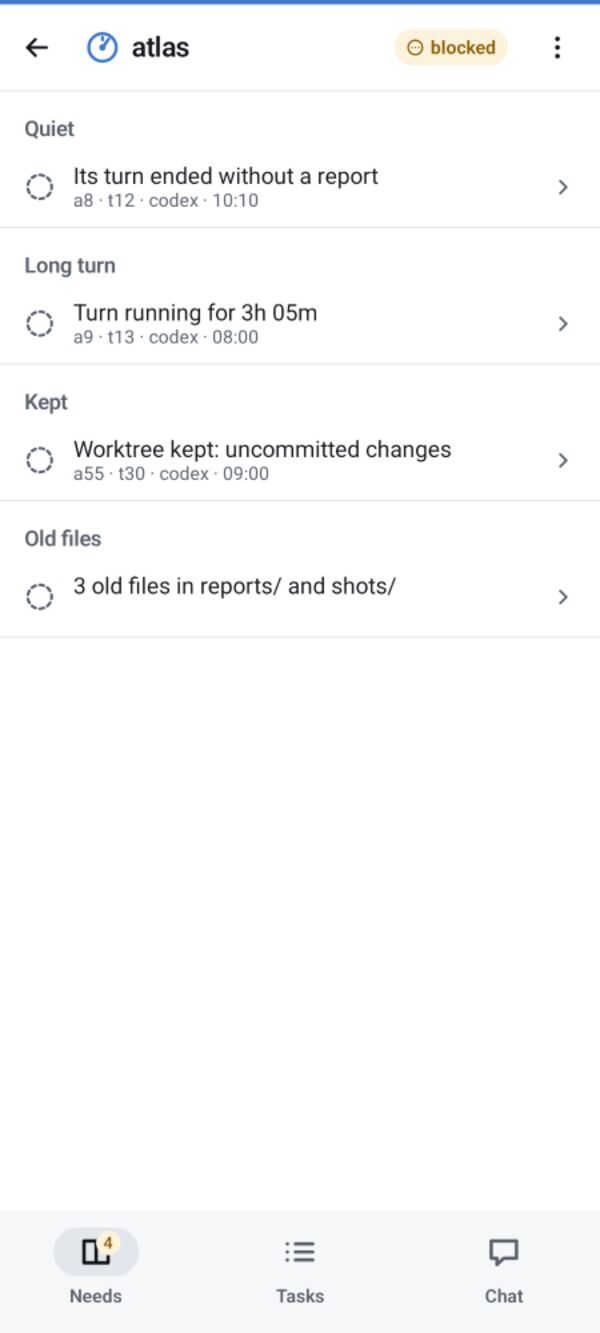 atlas
blocked
Quiet
Its turn ended without a report
a8 · t12 · codex · 10:10
Long turn
Turn running for 3h 05m
a9 · t13 · codex · 08:00
Kept
Worktree kept: uncommitted changes
a55 · t30 · codex · 09:00
Old files
3 old files in reports/ and shots/
4
Needs
Tasks
Chat